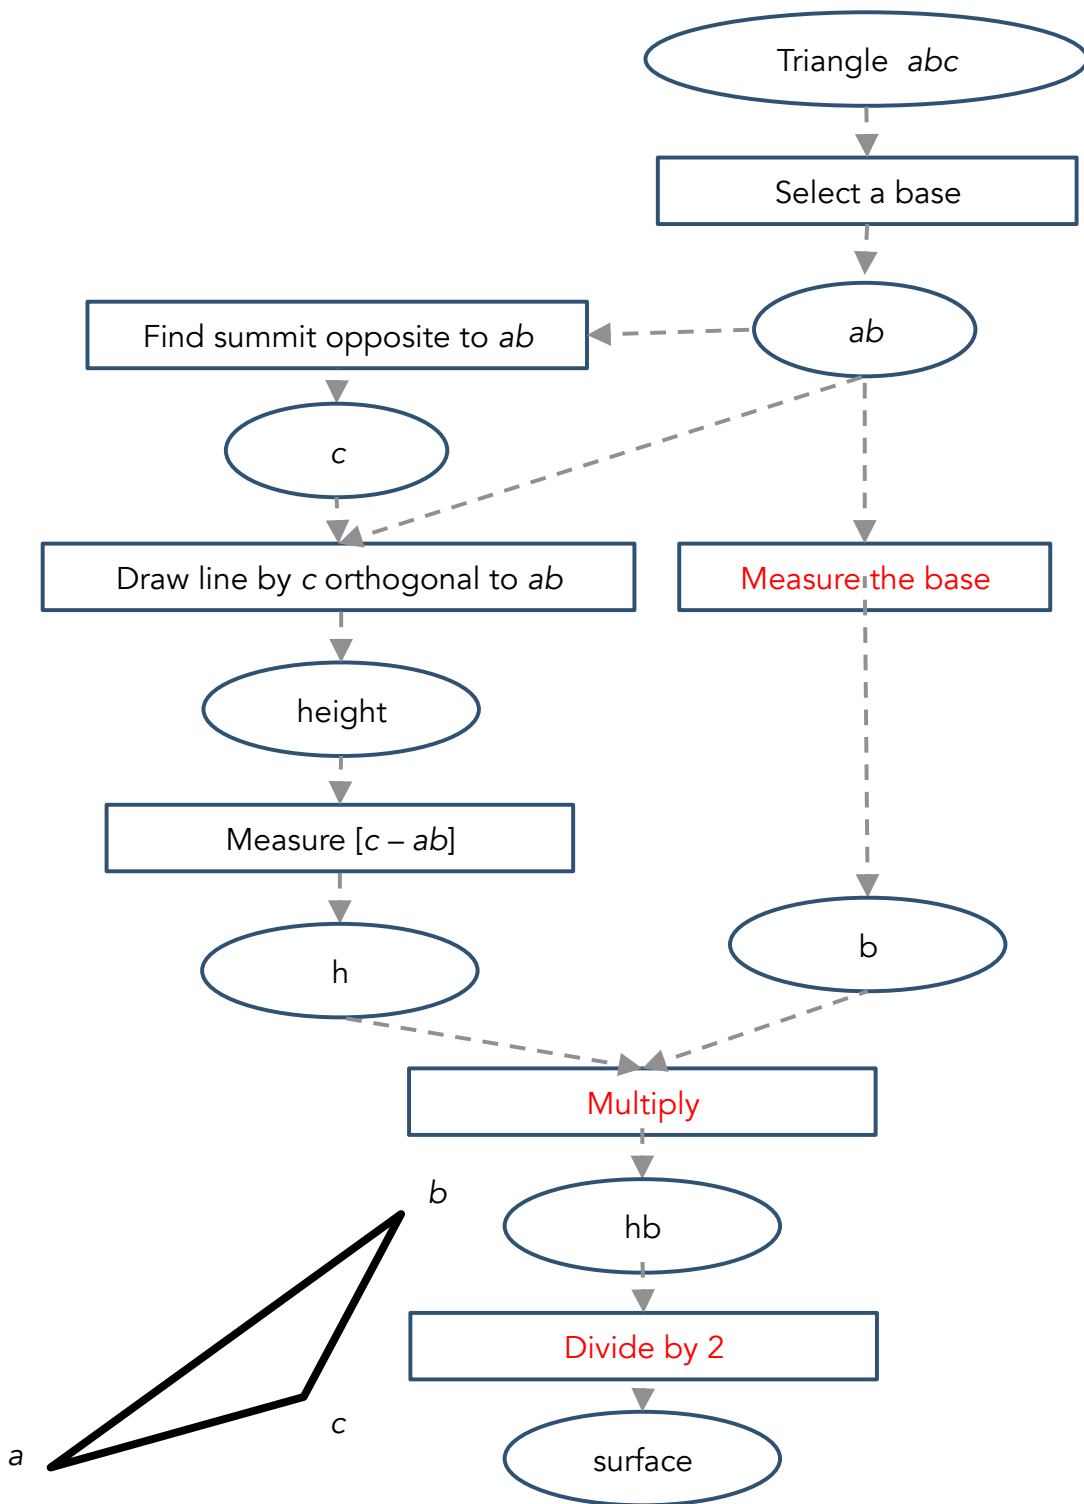 Triangle abc
Select a base
Find summit opposite to ab
ab
c
Draw line by c orthogonal to ab
Measure the base
height
Measure [c – ab]
h
b
Multiply
b
hb
Divide by 2
c
a
surface